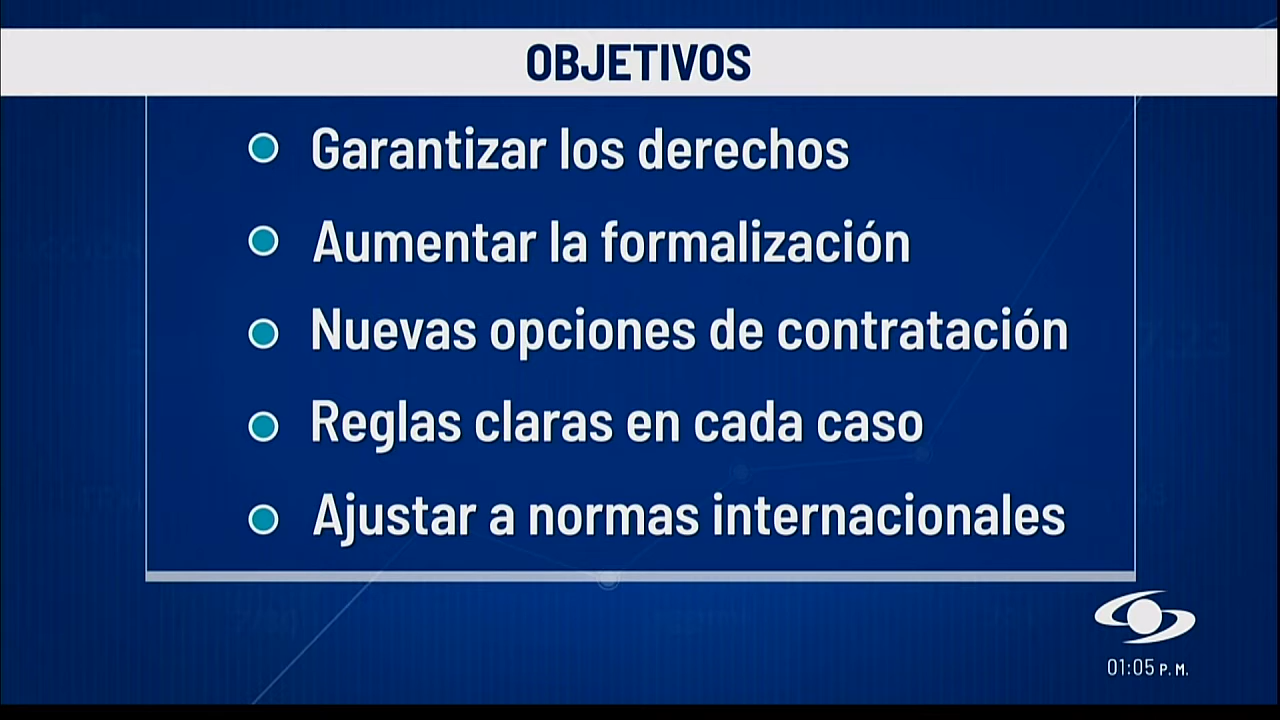 OBJETIVOS
Garantizar los derechos
Aumentar la formalización
Nuevas opciones de contratación
Reglas claras en cada caso
Ajustar a normas internacionales
01:05 P. M.